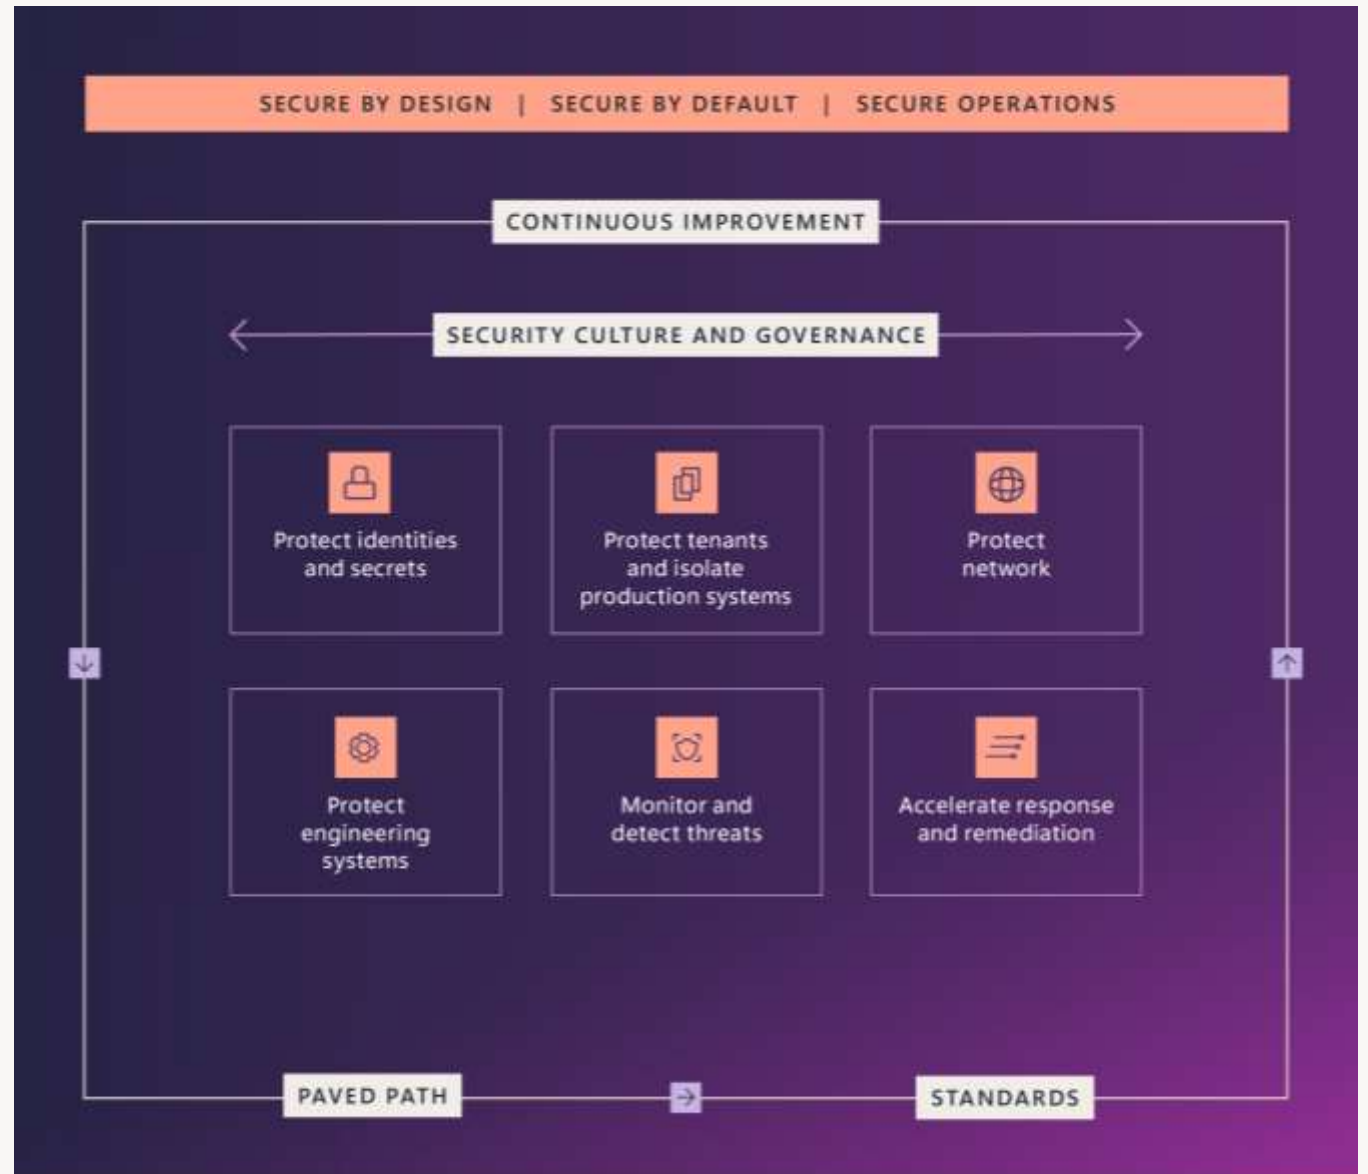 SECURE BY DESIGN | SECURE BY DEFAULT | SECURE OPERATIONS
CONTINUOUS IMPROVEMENT
SECURITY CULTURE AND GOVERNANCE
Protect identities
and secrets
Protect tenants
and isolate
production systems
Protect
network
Protect
engineering
systems
Monitor and
detect threats
Accelerate response
and remediation
PAVED PATH
STANDARDS